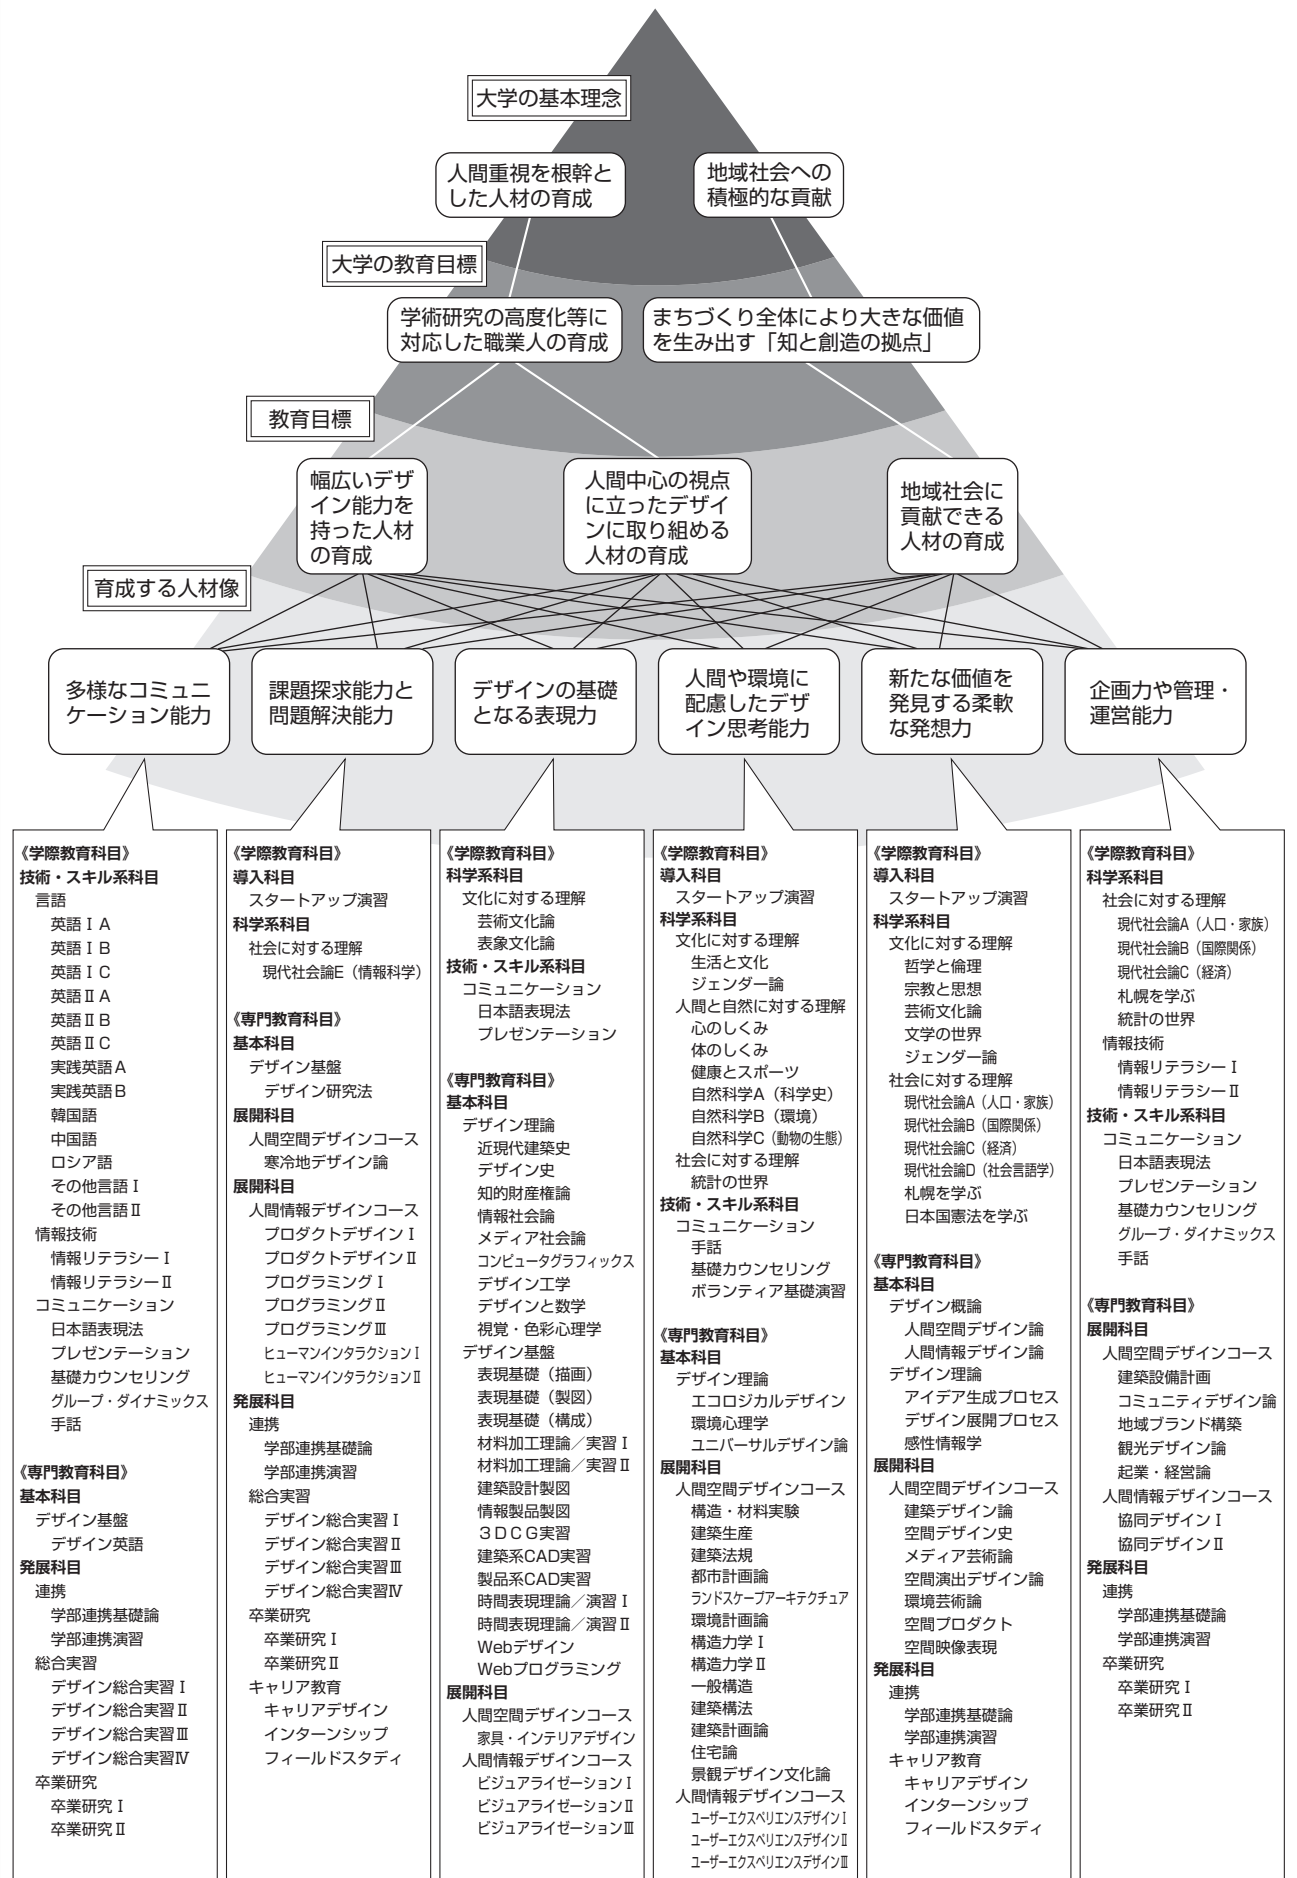 大学の基本理念
人間重視を根幹と
した人材の育成
地域社会への
積極的な貢献
大学の教育目標
学術研究の高度化等に
対応した職業人の育成
まちづくり全体により大きな価値
を生み出す「知と創造の拠点」
教育目標
幅広いデザ
イン能力を
持った人材
の育成
人間中心の視点
に立ったデザイ
ンに取り組める
人材の育成
地域社会に
貢献できる
人材の育成
育成する人材像
多様なコミュニ
ケーション能力
課題探求能力と
問題解決能力
デザインの基礎
となる表現力
人間や環境に
配慮したデザ
イン思考能力
新たな価値を
発見する柔軟
な発想力
企画力や管理・
運営能力
《学際教育科目》
技術・スキル系科目
言語
英語ⅠA
英語ⅠB
英語ⅠC
英語ⅡA
英語ⅡB
英語ⅡC
実践英語A
実践英語B
韓国語
中国語
ロシア語
その他言語Ⅰ
その他言語Ⅱ
情報技術
情報リテラシーⅠ
情報リテラシーⅡ
コミュニケーション
日本語表現法
プレゼンテーション
基礎カウンセリング
グループ・ダイナミックス
手話
《専門教育科目》
基本科目
デザイン基盤
デザイン英語
発展科目
連携
学部連携基礎論
学部連携演習
総合実習
デザイン総合実習Ⅰ
デザイン総合実習Ⅱ
デザイン総合実習Ⅲ
デザイン総合実習Ⅳ
卒業研究
卒業研究Ⅰ
卒業研究Ⅱ
《学際教育科目》
導入科目
スタートアップ演習
科学系科目
社会に対する理解
現代社会論E（情報科学）
《専門教育科目》
基本科目
デザイン基盤
デザイン研究法
展開科目
人間空間デザインコース
寒冷地デザイン論
展開科目
人間情報デザインコース
プロダクトデザインⅠ
プロダクトデザインⅡ
プログラミングⅠ
プログラミングⅡ
プログラミングⅢ
ヒューマンインタラクションⅠ
ヒューマンインタラクションⅡ
発展科目
連携
学部連携基礎論
学部連携演習
総合実習
デザイン総合実習Ⅰ
デザイン総合実習Ⅱ
デザイン総合実習Ⅲ
デザイン総合実習Ⅳ
卒業研究
卒業研究Ⅰ
卒業研究Ⅱ
キャリア教育
キャリアデザイン
インターンシップ
フィールドスタディ
《学際教育科目》
科学系科目
文化に対する理解
芸術文化論
表象文化論
技術・スキル系科目
コミュニケーション
日本語表現法
プレゼンテーション
《専門教育科目》
基本科目
デザイン理論
近現代建築史
デザイン史
知的財産権論
情報社会論
メディア社会論
コンピュータグラフィックス
デザイン工学
デザインと数学
視覚・色彩心理学
デザイン基盤
表現基礎（描画）
表現基礎（製図）
表現基礎（構成）
材料加工理論／実習Ⅰ
材料加工理論／実習Ⅱ
建築設計製図
情報製品製図
３ＤＣＧ実習
建築系CAD実習
製品系CAD実習
時間表現理論／演習Ⅰ
時間表現理論／演習Ⅱ
Webデザイン
Webプログラミング
展開科目
人間空間デザインコース
家具・インテリアデザイン
人間情報デザインコース
ビジュアライゼーションⅠ
ビジュアライゼーションⅡ
ビジュアライゼーションⅢ
《学際教育科目》
導入科目
スタートアップ演習
科学系科目
文化に対する理解
生活と文化
ジェンダー論
人間と自然に対する理解
心のしくみ
体のしくみ
健康とスポーツ
自然科学A（科学史）
自然科学B（環境）
自然科学C（動物の生態）
社会に対する理解
統計の世界
技術・スキル系科目
コミュニケーション
手話
基礎カウンセリング
ボランティア基礎演習
《専門教育科目》
基本科目
デザイン理論
エコロジカルデザイン
環境心理学
ユニバーサルデザイン論
展開科目
人間空間デザインコース
構造・材料実験
建築生産
建築法規
都市計画論
ランドスケープアーキテクチュア
環境計画論
構造力学Ⅰ
構造力学Ⅱ
一般構造
建築構法
建築計画論
住宅論
景観デザイン文化論
人間情報デザインコース
ユーザーエクスペリエンスデザインⅠ
ユーザーエクスペリエンスデザインⅡ
ユーザーエクスペリエンスデザインⅢ
《学際教育科目》
導入科目
スタートアップ演習
科学系科目
文化に対する理解
哲学と倫理
宗教と思想
芸術文化論
文学の世界
ジェンダー論
社会に対する理解
現代社会論A（人口・家族）
現代社会論B（国際関係）
現代社会論C（経済）
現代社会論D（社会言語学）
札幌を学ぶ
日本国憲法を学ぶ
《専門教育科目》
基本科目
デザイン概論
人間空間デザイン論
人間情報デザイン論
デザイン理論
アイデア生成プロセス
デザイン展開プロセス
感性情報学
展開科目
人間空間デザインコース
建築デザイン論
空間デザイン史
メディア芸術論
空間演出デザイン論
環境芸術論
空間プロダクト
空間映像表現
発展科目
連携
学部連携基礎論
学部連携演習
キャリア教育
キャリアデザイン
インターンシップ
フィールドスタディ
《学際教育科目》
科学系科目
社会に対する理解
現代社会論A（人口・家族）
現代社会論B（国際関係）
現代社会論C（経済）
札幌を学ぶ
統計の世界
情報技術
情報リテラシーⅠ
情報リテラシーⅡ
技術・スキル系科目
コミュニケーション
日本語表現法
プレゼンテーション
基礎カウンセリング
グループ・ダイナミックス
手話
《専門教育科目》
展開科目
人間空間デザインコース
建築設備計画
コミュニティデザイン論
地域ブランド構築
観光デザイン論
起業・経営論
人間情報デザインコース
協同デザインⅠ
協同デザインⅡ
発展科目
連携
学部連携基礎論
学部連携演習
卒業研究
卒業研究Ⅰ
卒業研究Ⅱ